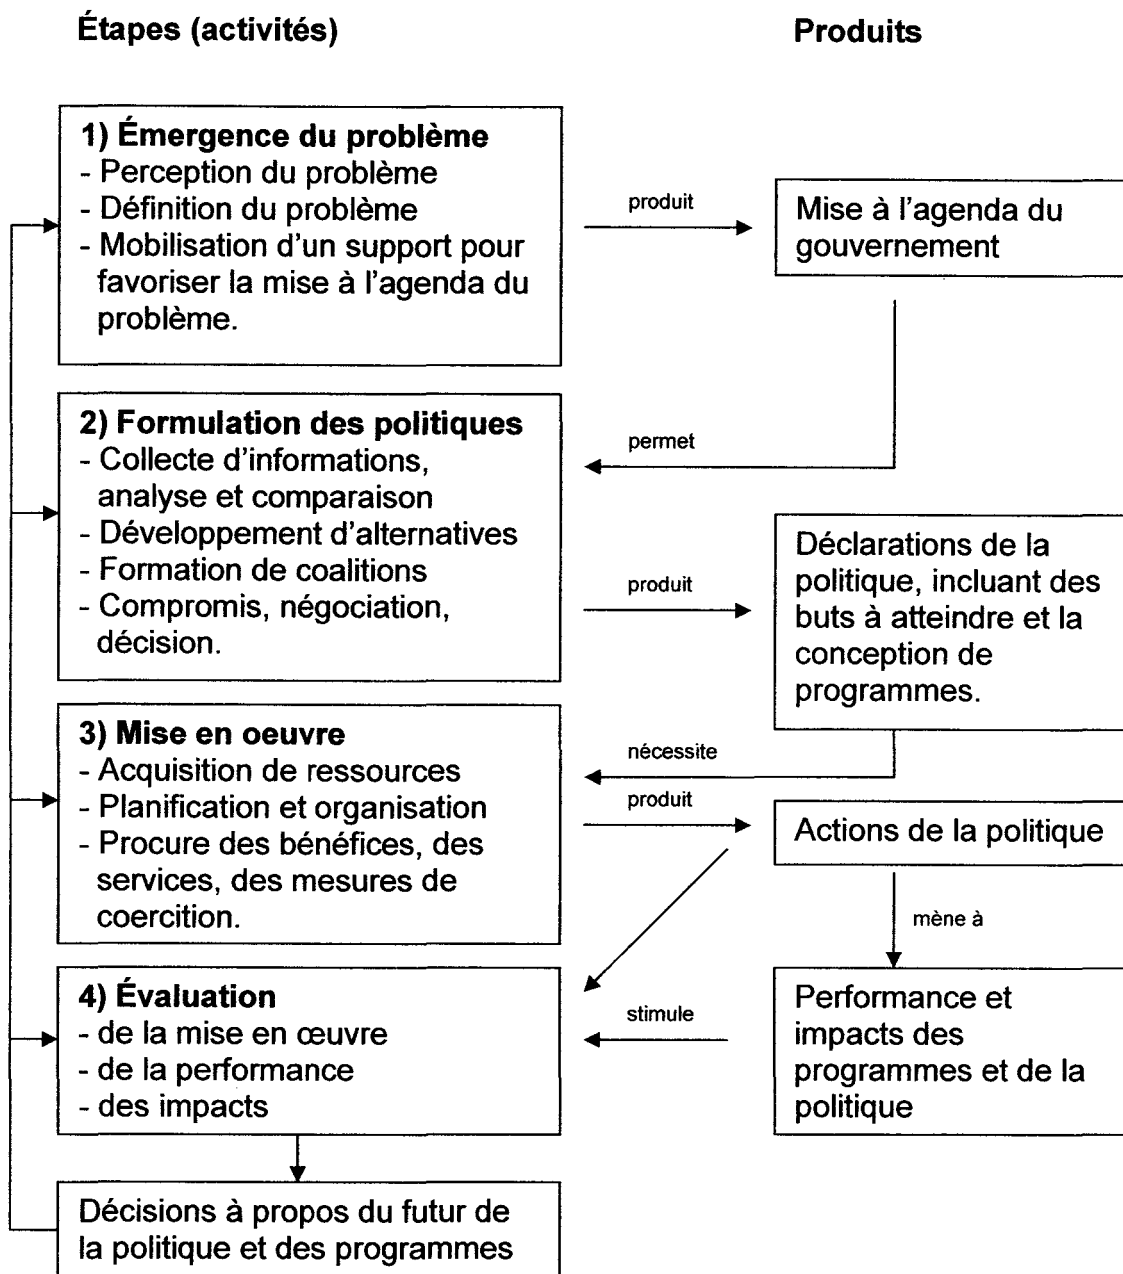 Étapes (activités)
Produits
1) Émergence du problème
- Perception du problème
- Définition du problème
- Mobilisation d'un support pour
favoriser la mise à l'agenda du
problème.
produit
Mise à l'agenda du
gouvernement
2) Formulation des politiques
- Collecte d'informations,
analyse et comparaison
- Développement d'alternatives
- Formation de coalitions
- Compromis, négociation,
décision.
permet
produit
Déclarations de la
politique, incluant des
buts à atteindre et la
conception de
programmes.
3) Mise en oeuvre
- Acquisition de ressources
- Planification et organisation
- Procure des bénéfices, des
services, des mesures de
coercition.
nécessite
produit
Actions de la politique
mène à
4) Évaluation
- de la mise en œuvre
- de la performance
- des impacts
stimule
Performance et
impacts des
programmes et de la
politique
Décisions à propos du futur de
la politique et des programmes